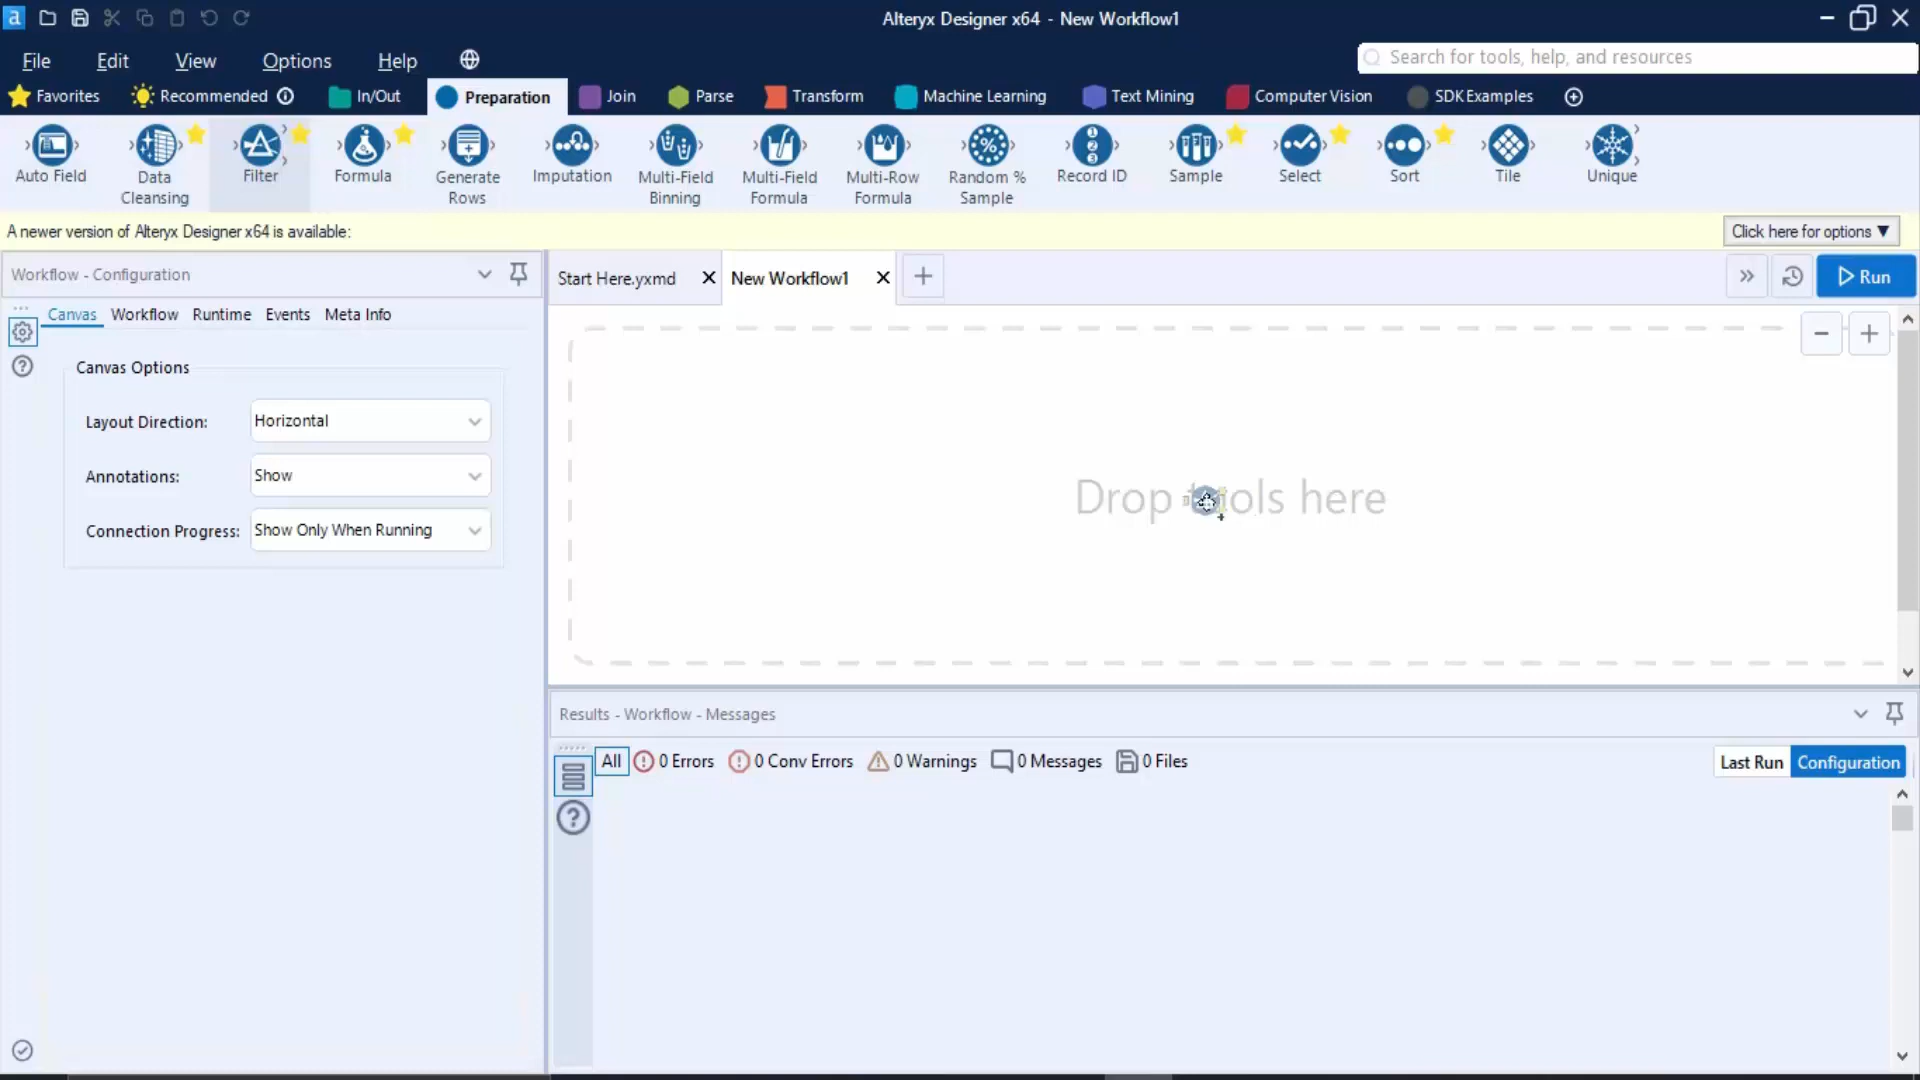 a
Alteryx Designer x64 - New Workflow1
File Edit View Options Help
Search for tools, help, and resources
Favorites Recommended In/Out Preparation Join Parse Transform Machine Learning Text Mining Computer Vision SDK Examples
Auto Field
Data
Cleansing
Filter
Formula
Generate
Rows
Imputation
Multi-Field
Binning
Multi-Field
Formula
Multi-Row
Formula
Random %
Sample
1
2
3
Record ID
Sample
Select
Sort
Tile
Unique
A newer version of Alteryx Designer x64 is available:
Click here for options
Workflow - Configuration
Start Here.yxmd
New Workflow1
Run
Canvas Workflow Runtime Events Meta Info
Canvas Options
Layout Direction: Horizontal
Annotations: Show
Connection Progress: Show Only When Running
Drop tools here
Results - Workflow - Messages
All 0 Errors 0 Conv Errors 0 Warnings 0 Messages 0 Files
Last Run Configuration